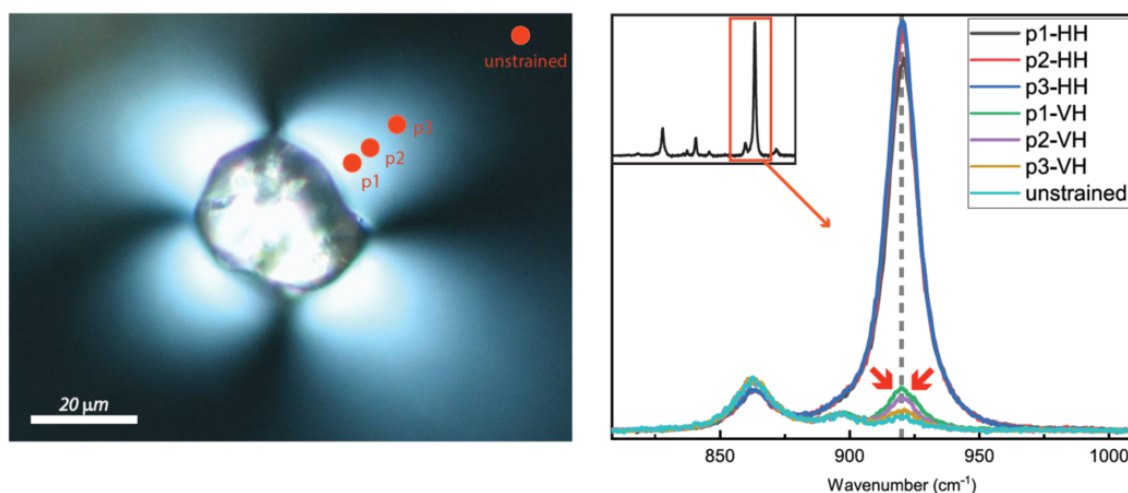 unstrained
p3
p2
p1
20 μm
p1-HH
p2-HH
p3-HH
p1-VH
p2-VH
p3-VH
unstrained
850
900
950
1000
Wavenumber (cm⁻¹)